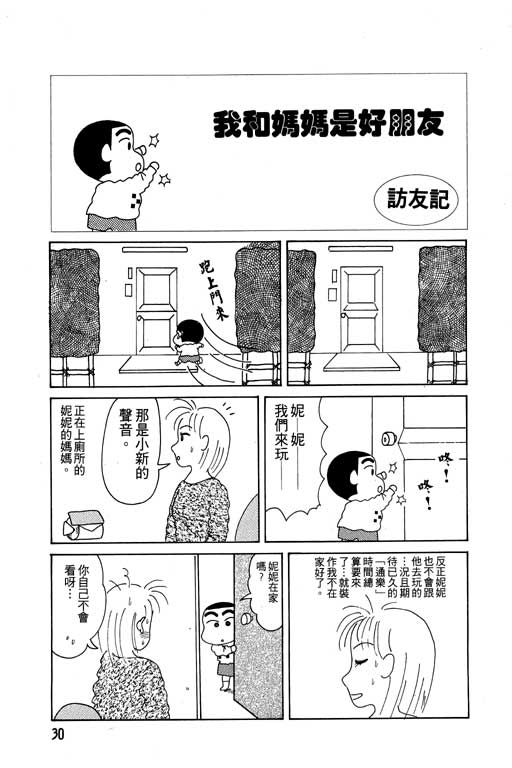 我和媽媽是好朋友
訪友記
跑上門來
妮妮
我們來玩
咚！
咚！
那是小新的
聲音。
正在上廁所的
妮妮的媽媽。
反正妮妮
也不會跟
他去玩的
…況且期
待已久的
「通樂」
時間總
算要來
了…就裝
作我不在
家好了。
妮妮在家
嗎？
你自己不會
看呀…
30